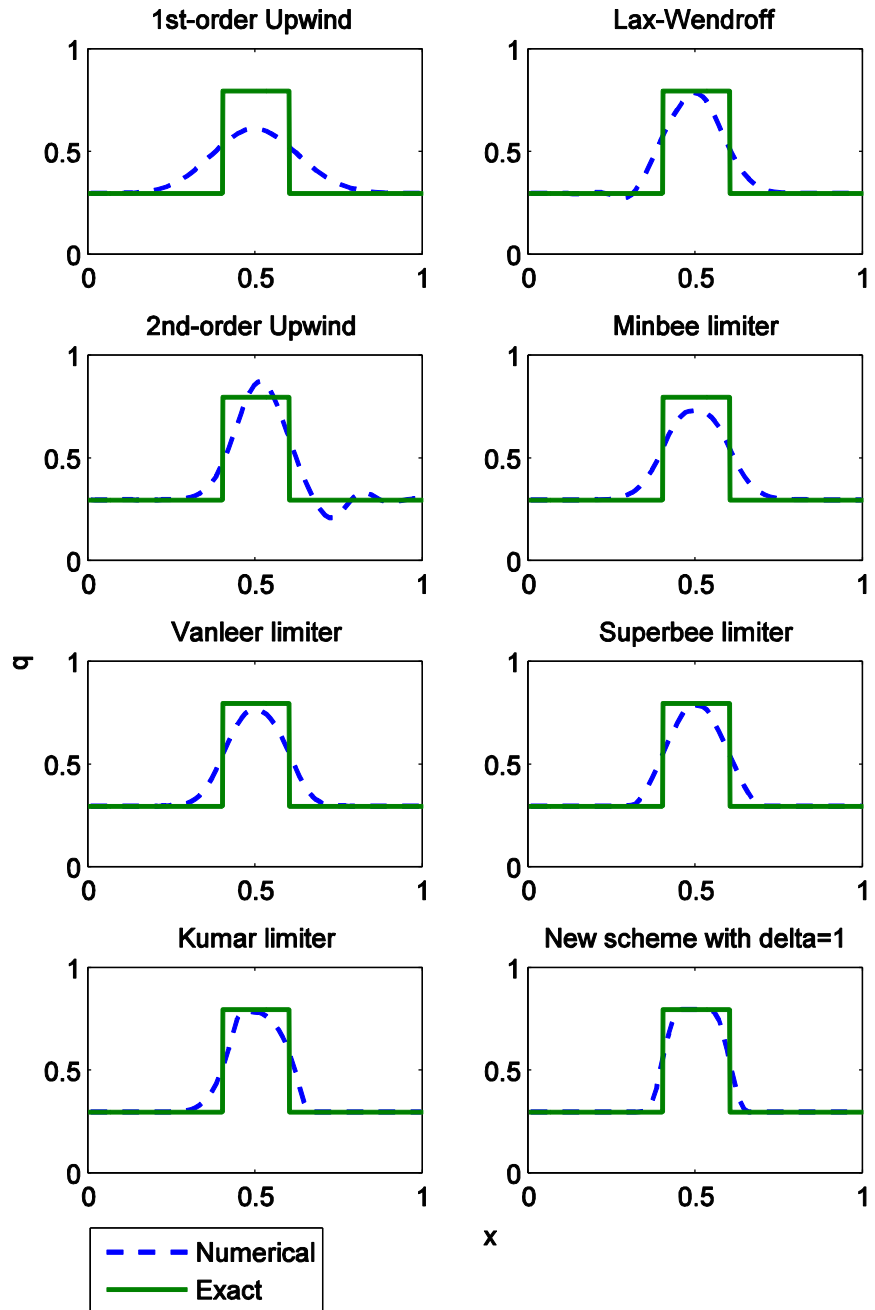 1st-order Upwind
Lax-Wendroff
1
0.5
0
0 0.5 1
1
0.5
0
0 0.5 1
2nd-order Upwind
Minbee limiter
1
0.5
0
0 0.5 1
1
0.5
0
0 0.5 1
q
Vanleer limiter
Superbee limiter
1
0.5
0
0 0.5 1
1
0.5
0
0 0.5 1
Kumar limiter
New scheme with delta=1
1
0.5
0
0 0.5 1
1
0.5
0
0 0.5 1
x
Numerical
Exact